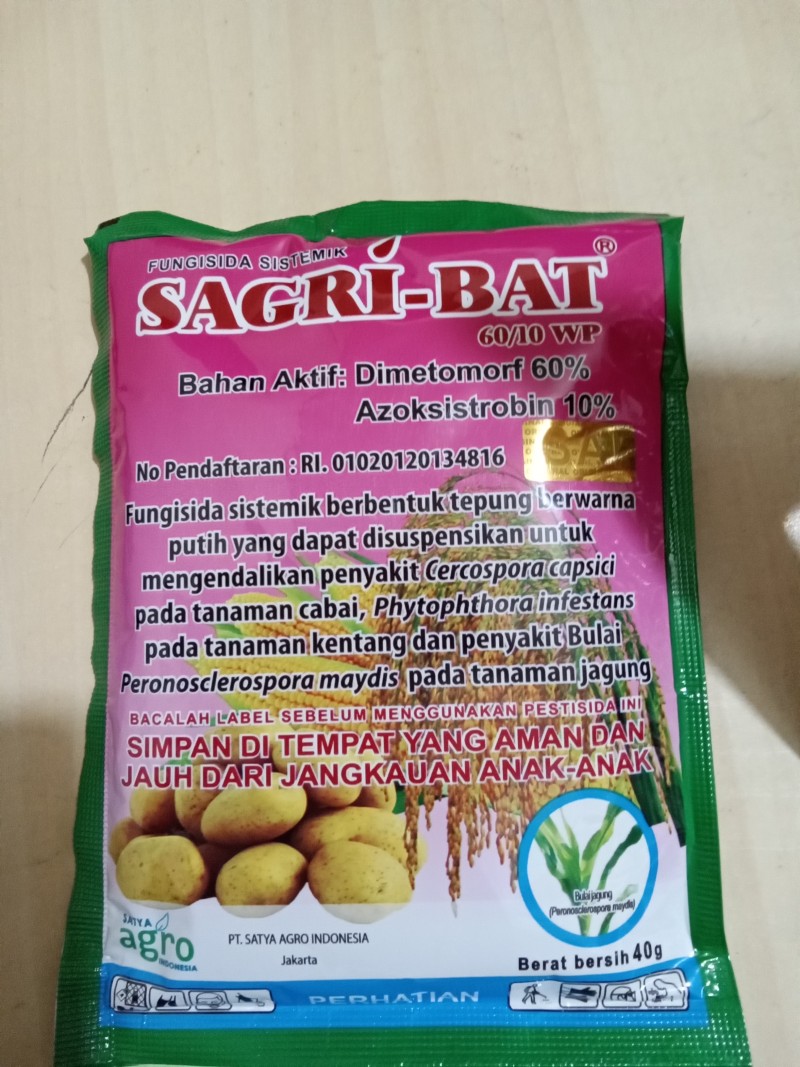 FUNGISIDA SISTEMIK
SAGRI-BAT®
60/10 WP
Bahan Aktif: Dimetomorf 60%
Azoksistrobin 10%
No Pendaftaran : RI. 01020120134816
Fungisida sistemik berbentuk tepung berwarna
putih yang dapat disuspensikan untuk
mengendalikan penyakit Cercospora capsici
pada tanaman cabai, Phytophthora infestans
pada tanaman kentang dan penyakit Bulai
Peronosclerospora maydis pada tanaman jagung
BACALAH LABEL SEBELUM MENGGUNAKAN PESTISIDA INI
SIMPAN DI TEMPAT YANG AMAN DAN
JAUH DARI JANGKAUAN ANAK-ANAK
Bulai jagung
(Peronosclerospora maydis)
SATYA
agro
INDONESIA
PT. SATYA AGRO INDONESIA
Jakarta
Berat bersih 40g
PERHATIAN